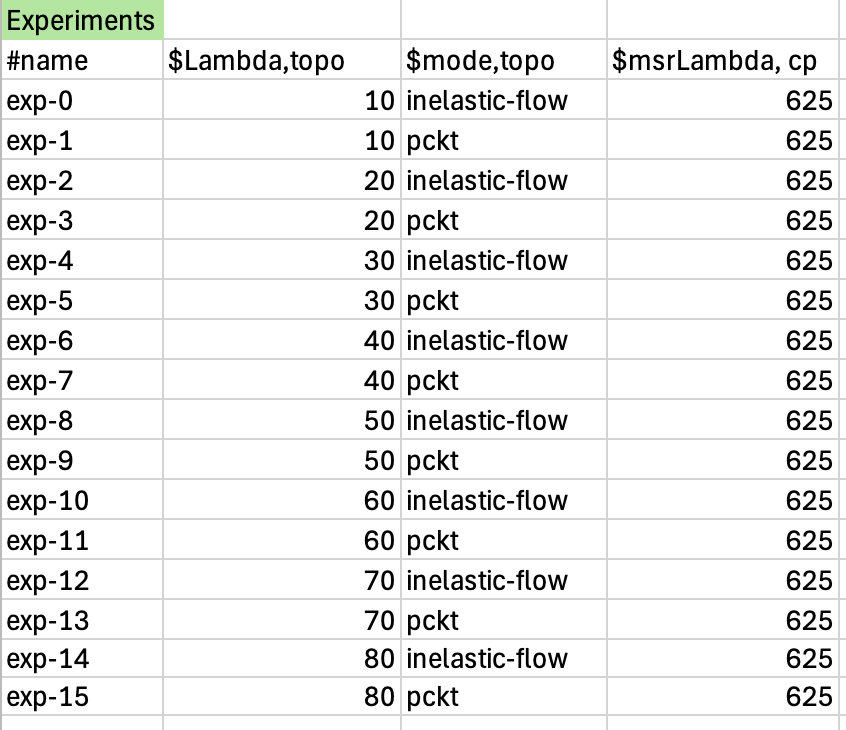 Experiments
#name $Lambda,topo $mode,topo $msrLambda, cp
exp-0 10 inelastic-flow 625
exp-1 10 pckt 625
exp-2 20 inelastic-flow 625
exp-3 20 pckt 625
exp-4 30 inelastic-flow 625
exp-5 30 pckt 625
exp-6 40 inelastic-flow 625
exp-7 40 pckt 625
exp-8 50 inelastic-flow 625
exp-9 50 pckt 625
exp-10 60 inelastic-flow 625
exp-11 60 pckt 625
exp-12 70 inelastic-flow 625
exp-13 70 pckt 625
exp-14 80 inelastic-flow 625
exp-15 80 pckt 625